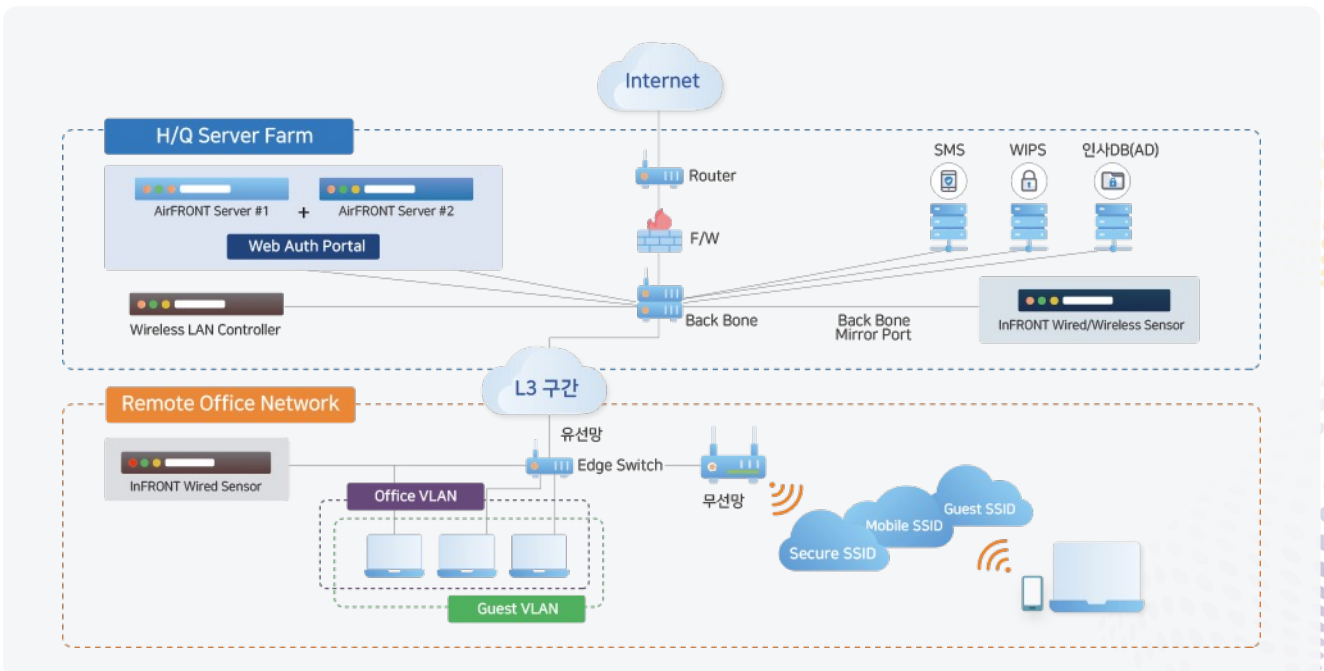 Internet
H/Q Server Farm
SMS
WIPS
인사DB(AD)
Router
AirFRONT Server #1
+
AirFRONT Server #2
Web Auth Portal
F/W
Wireless LAN Controller
Back Bone
Back Bone
Mirror Port
InFRONT Wired/Wireless Sensor
L3 구간
Remote Office Network
유선망
Edge Switch
InFRONT Wired Sensor
무선망
Office VLAN
Guest SSID
Mobile SSID
Secure SSID
Guest VLAN